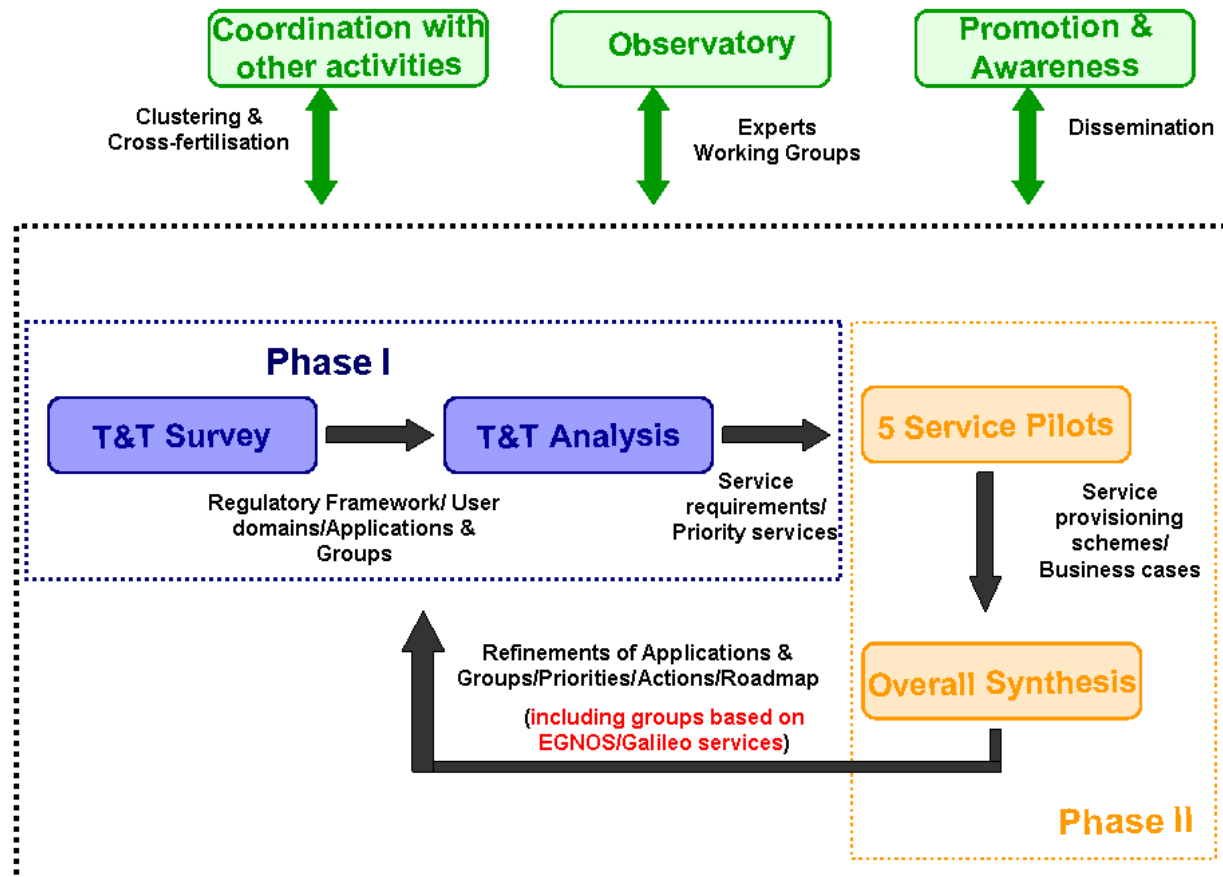 Coordination with
other activities
Observatory
Promotion &
Awareness
Clustering &
Cross-fertilisation
Experts
Working Groups
Dissemination
Phase I
T&T Survey
T&T Analysis
5 Service Pilots
Regulatory Framework/ User
domains/Applications &
Groups
Service
requirements/
Priority services
Service
provisioning
schemes/
Business cases
Refinements of Applications &
Groups/Priorities/Actions/Roadmap
(including groups based on
EGNOS/Galileo services)
Overall Synthesis
Phase II